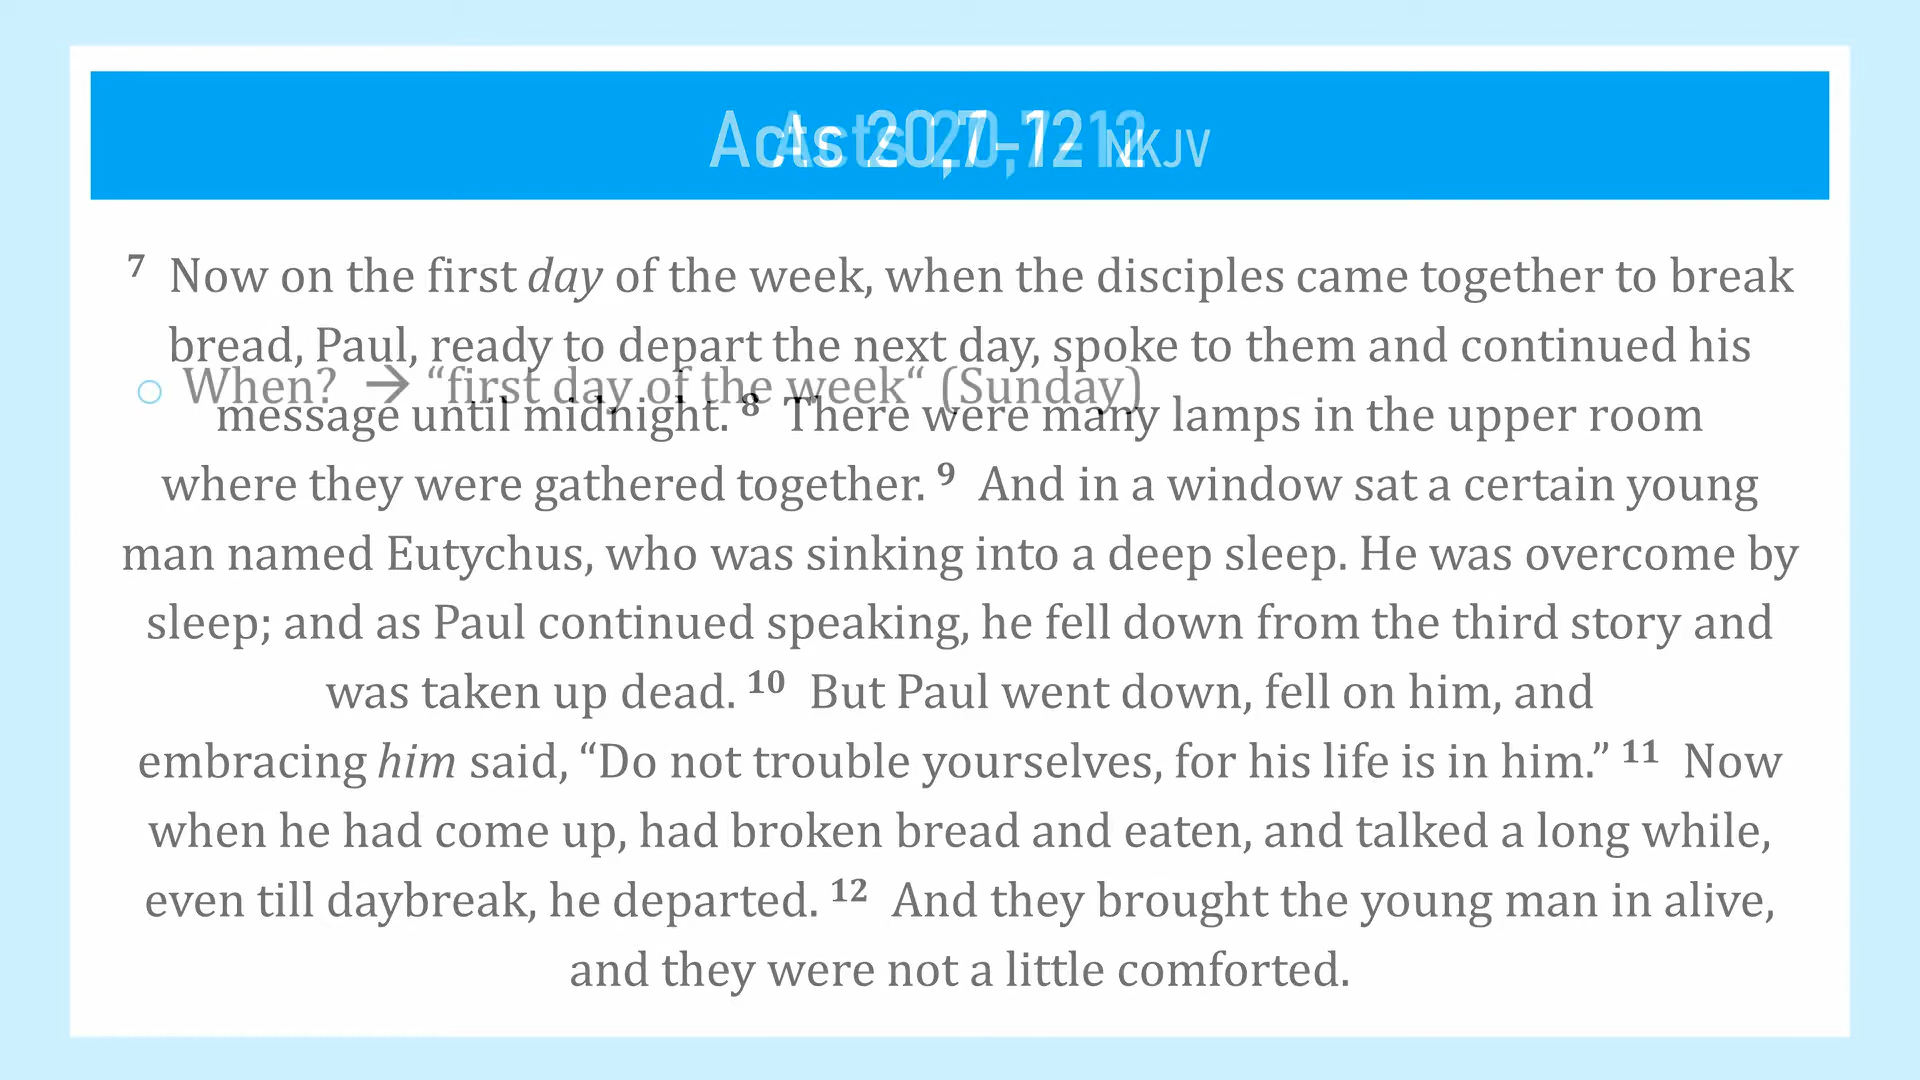 Acts 20,7-12 NKJV
Acts 20,7-12
⁷ Now on the first day of the week, when the disciples came together to break
bread, Paul, ready to depart the next day, spoke to them and continued his
When? → “first day of the week“ (Sunday)
message until midnight. ⁸ There were many lamps in the upper room
where they were gathered together. ⁹ And in a window sat a certain young
man named Eutychus, who was sinking into a deep sleep. He was overcome by
sleep; and as Paul continued speaking, he fell down from the third story and
was taken up dead. ¹⁰ But Paul went down, fell on him, and
embracing him said, “Do not trouble yourselves, for his life is in him.” ¹¹ Now
when he had come up, had broken bread and eaten, and talked a long while,
even till daybreak, he departed. ¹² And they brought the young man in alive,
and they were not a little comforted.